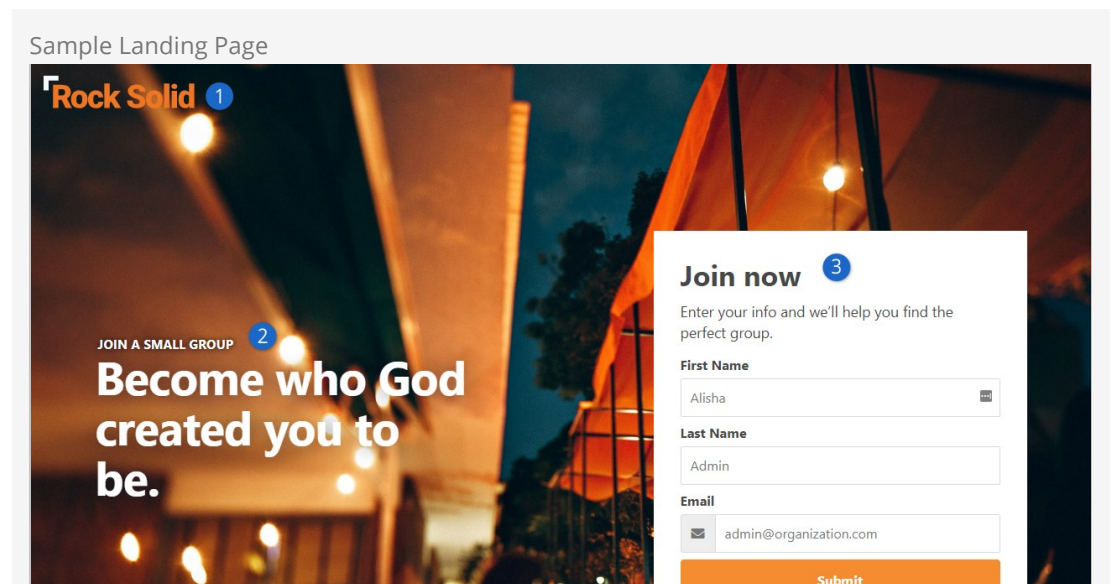 Sample Landing Page
Rock Solid 1
JOIN A SMALL GROUP 2
Become who God
created you to
be.
Join now 3
Enter your info and we'll help you find the
perfect group.
First Name
Alisha
Last Name
Admin
Email
admin@organization.com
Submit